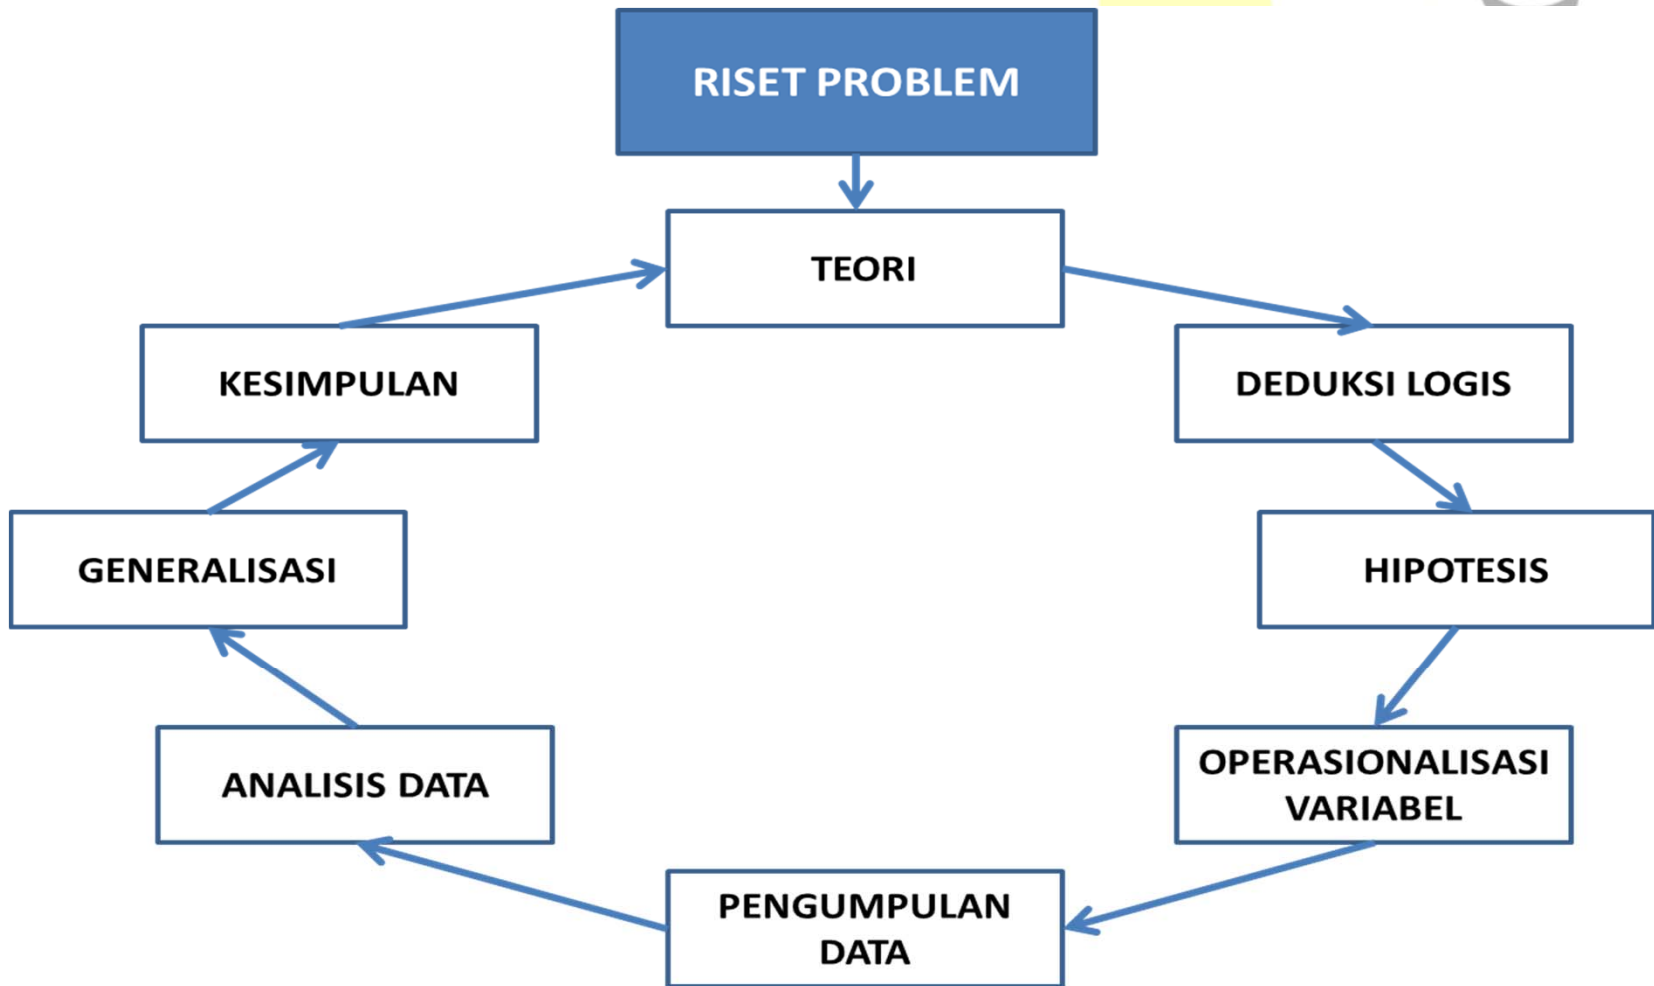 RISET PROBLEM
TEORI
DEDUKSI LOGIS
HIPOTESIS
OPERASIONALISASI
VARIABEL
PENGUMPULAN
DATA
ANALISIS DATA
GENERALISASI
KESIMPULAN